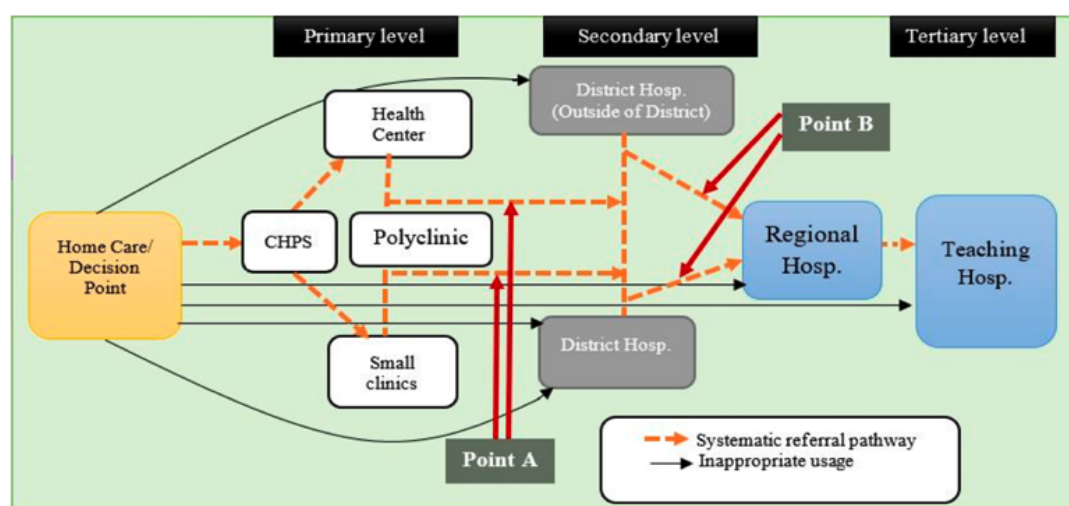 Primary level
Secondary level
Tertiary level
District Hosp.
(Outside of District)
Health
Center
Point B
Home Care/
Decision
Point
CHPS
Polyclinic
Regional
Hosp.
Teaching
Hosp.
Small
clinics
District Hosp.
Point A
Systematic referral pathway
Inappropriate usage